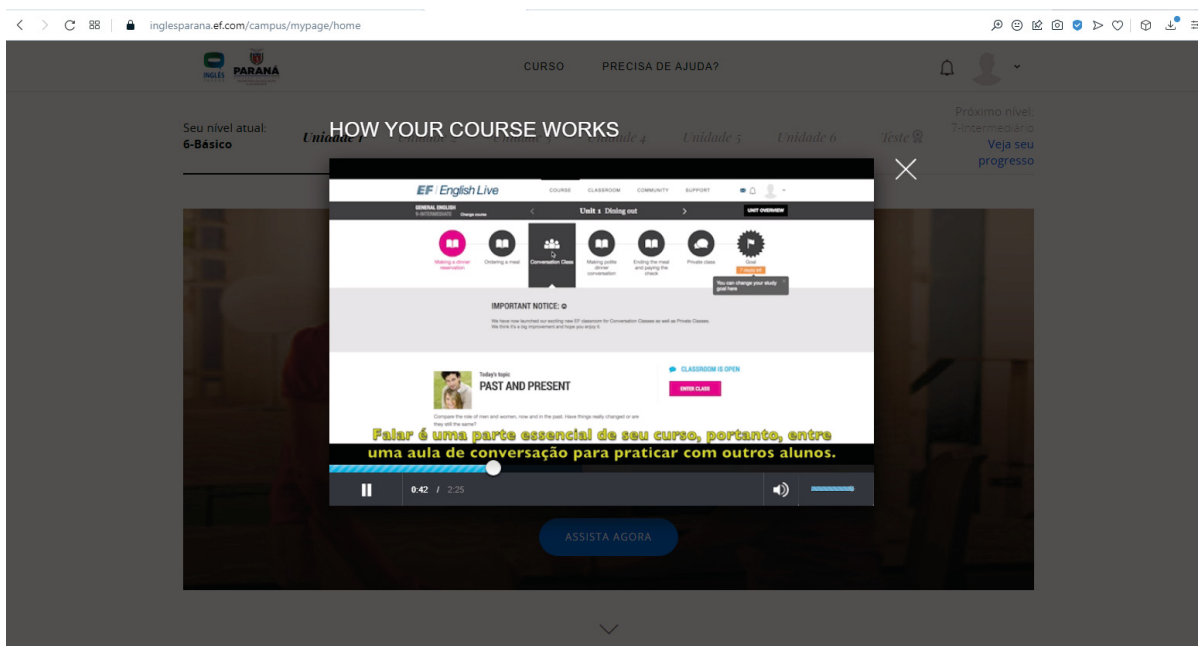 inglesparana.ef.com/campus/mypage/home
INGLÊS PARANÁ
CURSO PRECISA DE AJUDA?
Seu nível atual:
6-Básico
Unidade 1
Unidade 4
Unidade 5
Unidade 6
Teste
Próximo nível:
7-Intermediário
Veja seu
progresso
HOW YOUR COURSE WORKS
EF English Live
COURSE CLASSROOM COMMUNITY SUPPORT
GENERAL ENGLISH
Change course
Unit 1 Dining out
UNIT OVERVIEW
Making a dinner
reservation
Ordering a meal
Conversation Class
Making polite
dinner
conversation
Ending the meal
and paying the
check
Private class
Goal
You can change your study
goal here
IMPORTANT NOTICE:
We have now launched our exciting new EF classroom for Conversation Classes as well as Private Classes.
We think it's a big improvement and hope you enjoy it.
Today's topic
PAST AND PRESENT
CLASSROOM IS OPEN
ENTER CLASS
Compare the role of men and women, now and in the past. Have things really changed or are
they still the same?
Falar é uma parte essencial de seu curso, portanto, entre
uma aula de conversação para praticar com outros alunos.
0:42 / 2:25
ASSISTA AGORA